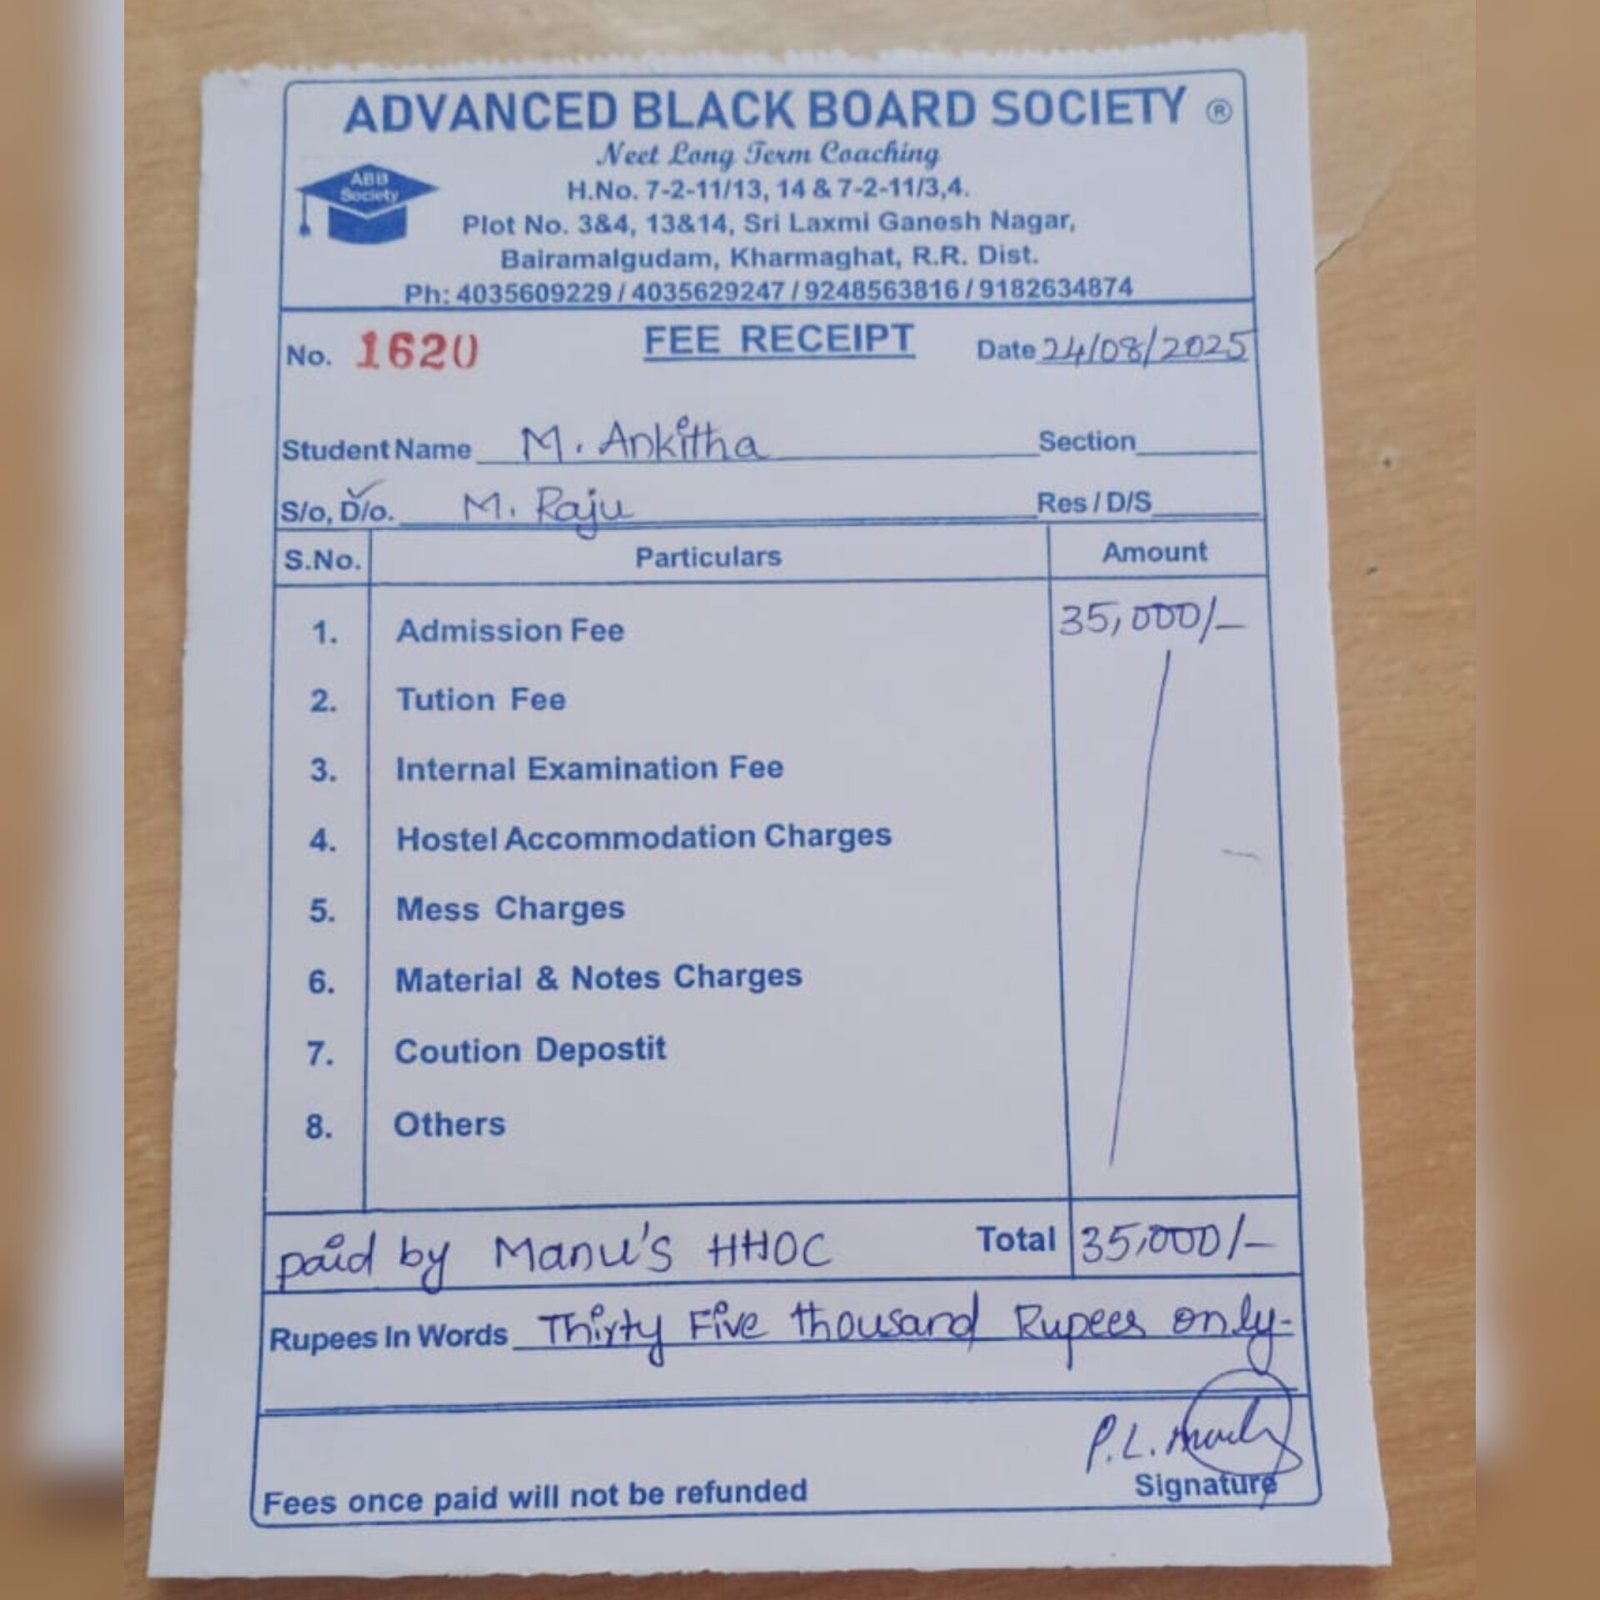 ADVANCED BLACK BOARD SOCIETY ®
Neet Long Term Coaching
ABB
Society
H.No. 7-2-11/13, 14 & 7-2-11/3,4.
Plot No. 3&4, 13&14, Sri Laxmi Ganesh Nagar,
Bairamalgudam, Kharmaghat, R.R. Dist.
Ph: 4035609229 / 4035629247 / 9248563816 / 9182634874
No. 1620 FEE RECEIPT Date 24/08/2025
Student Name M. Ankitha Section
S/o, D/o. M. Raju Res / D/S
S.No. Particulars Amount
1. Admission Fee 35,000/-
2. Tution Fee
3. Internal Examination Fee
4. Hostel Accommodation Charges
5. Mess Charges
6. Material & Notes Charges
7. Coution Depostit
8. Others
paid by Manu's HHOC Total 35,000/-
Rupees In Words Thirty Five thousand Rupees only-
P.L.
Fees once paid will not be refunded Signature